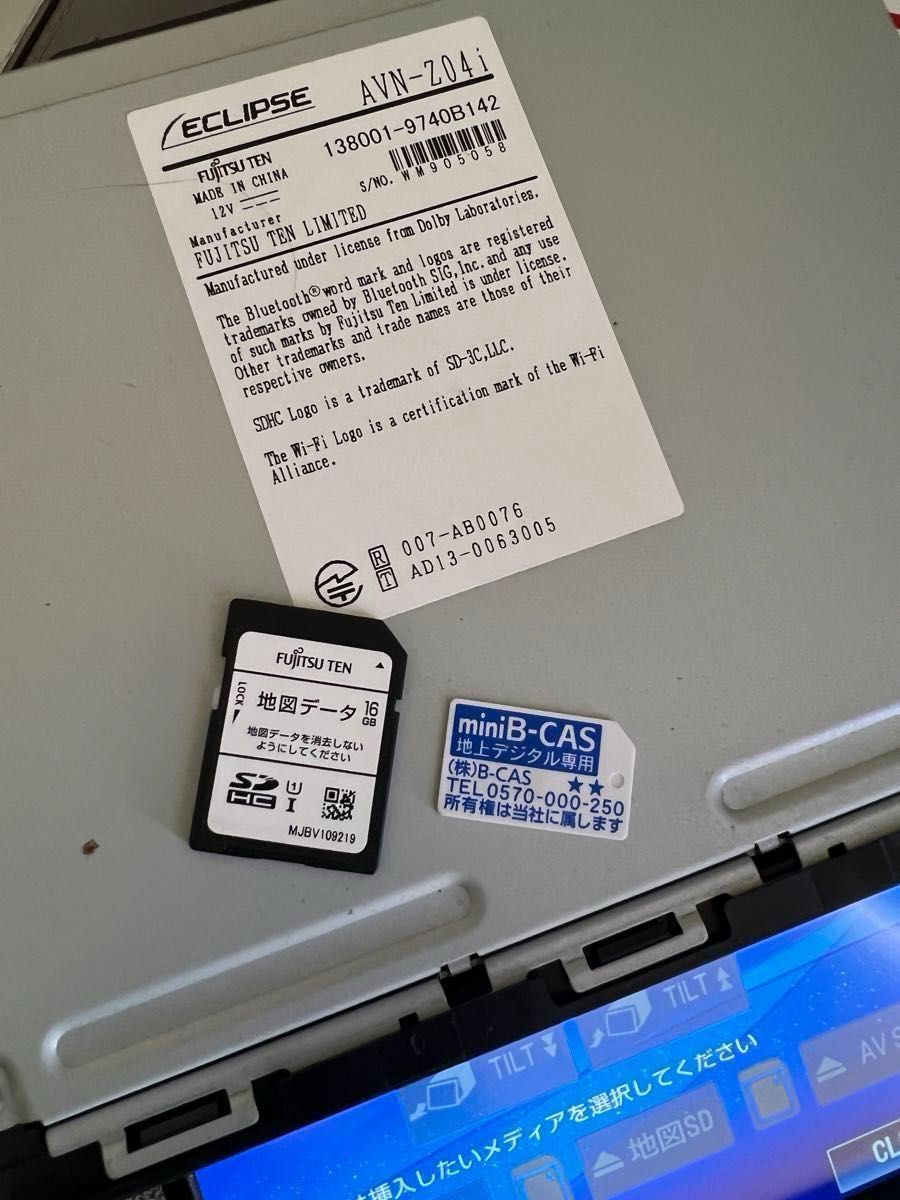 ECLIPSE AVN-Z04i
FUJITSU TEN 138001-9740B142
MADE IN CHINA
12V
S/NO. WM905058
Manufacturer
FUJITSU TEN LIMITED
Manufactured under license from Dolby Laboratories.
The Bluetooth® word mark and logos are registered
trademarks owned by Bluetooth SIG,Inc.and any use
of such marks by Fujitsu Ten Limited is under license.
Other trademarks and trade names are those of their
respective owners.
SDHC Logo is a trademark of SD-3C,LLC.
The Wi-Fi Logo is a certification mark of the Wi-Fi
Alliance.
R 007-AB0076
T AD13-0063005
FUJITSU TEN
LOCK
地図データ 16GB
地図データを消去しない
ようにしてください
SDHC U1 I
MJBV109219
miniB-CAS
地上デジタル専用
(株)B-CAS ★★
TEL0570-000-250
所有権は当社に属します
TILT TILT
挿入したいメディアを選択してください
地図SD
AV S
CL